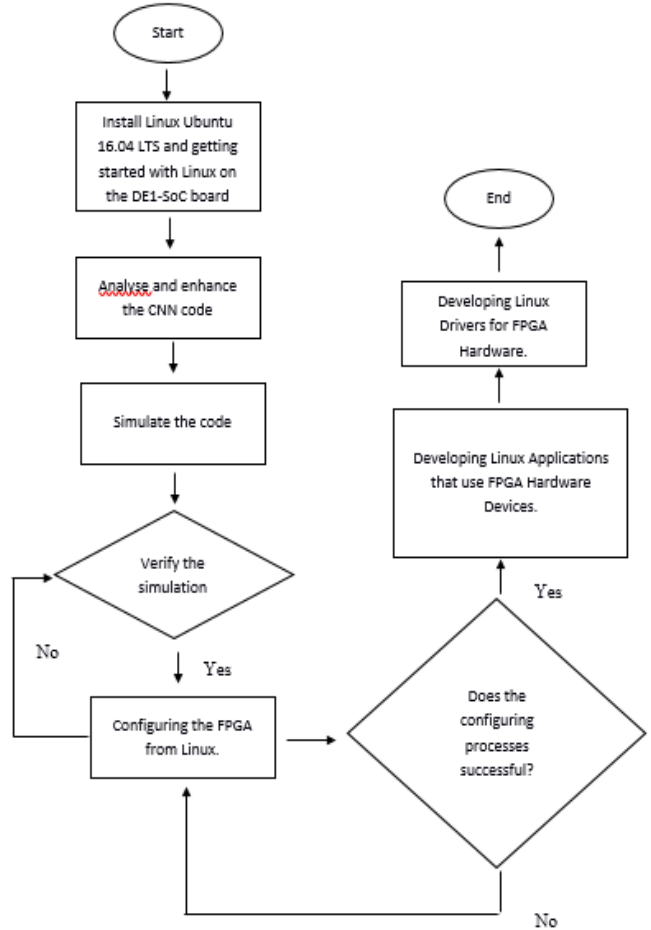 Start
Install Linux Ubuntu
16.04 LTS and getting
started with Linux on
the DE1-SoC board
Analyse and enhance
the CNN code
Simulate the code
Verify the
simulation
No
Yes
Configuring the FPGA
from Linux.
Does the
configuring
processes
successful?
No
Yes
Developing Linux Applications
that use FPGA Hardware
Devices.
Developing Linux
Drivers for FPGA
Hardware.
End